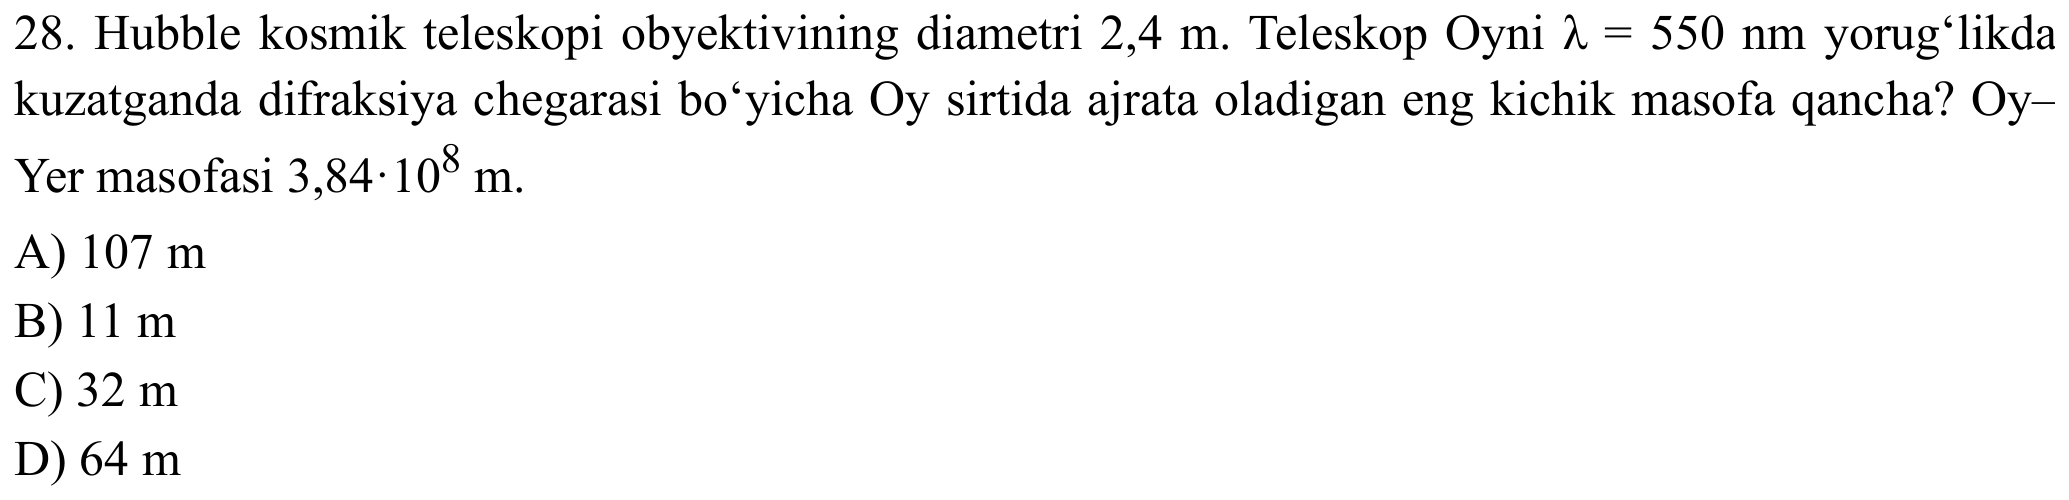 28. Hubble kosmik teleskopi obyektivining diametri 2,4 m. Teleskop Oyni λ = 550 nm yorug‘likda
kuzatganda difraksiya chegarasi bo‘yicha Oy sirtida ajrata oladigan eng kichik masofa qancha? Oy–
Yer masofasi 3,84·10⁸ m.
A) 107 m
B) 11 m
C) 32 m
D) 64 m